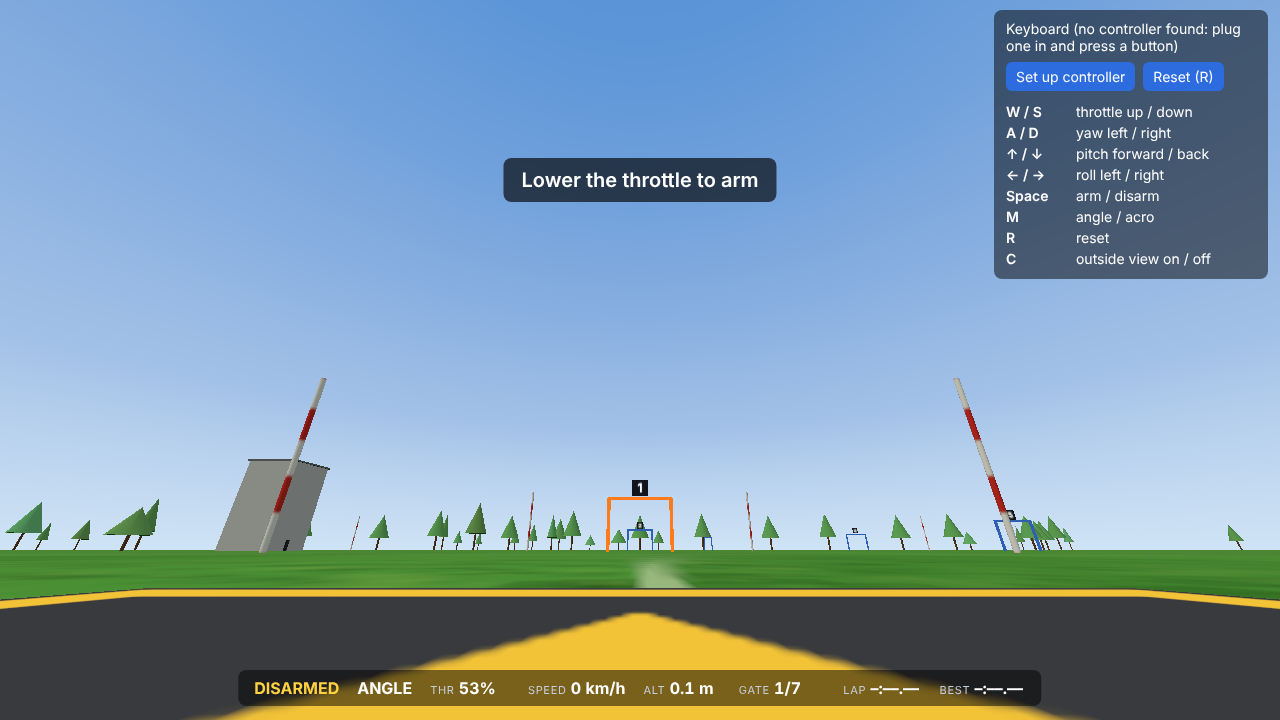 Keyboard (no controller found: plug
one in and press a button)
Set up controller
Reset (R)
W / S throttle up / down
A / D yaw left / right
↑ / ↓ pitch forward / back
← / → roll left / right
Space arm / disarm
M angle / acro
R reset
C outside view on / off
Lower the throttle to arm
1
DISARMED ANGLE THR 53% SPEED 0 km/h ALT 0.1 m GATE 1/7 LAP –:––.–– BEST –:––.––